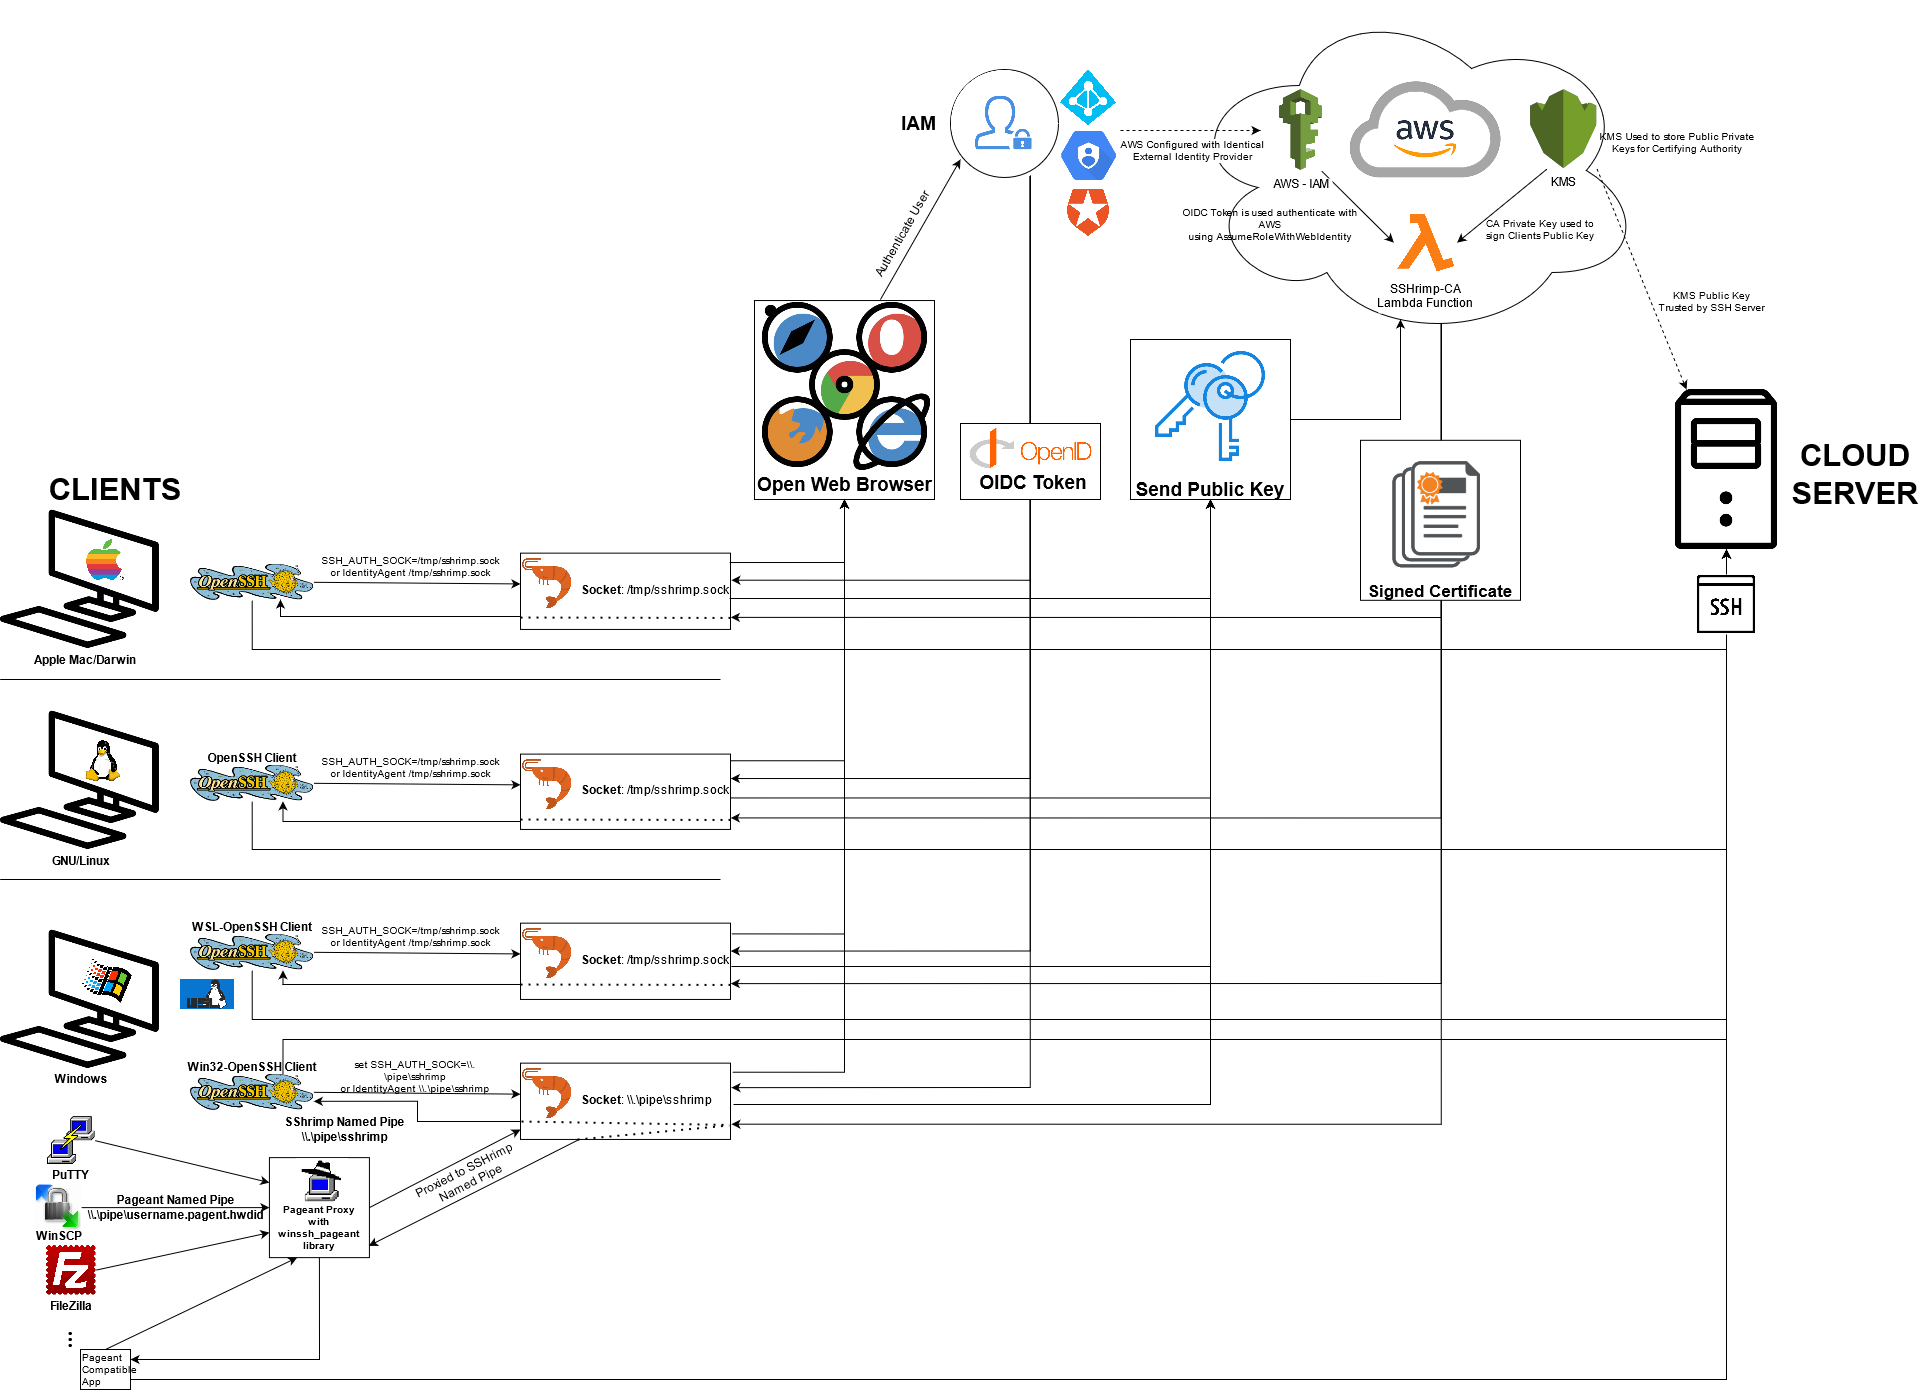 IAM
aws
AWS Configured with Identical
External Identity Provider
KMS Used to store Public Private
Keys for Certifying Authority
AWS - IAM
KMS
OIDC Token is used authenticate with
AWS
using AssumeRoleWithWebIdentity
CA Private Key used to
sign Clients Public Key
SSHrimp-CA
Lambda Function
KMS Public Key
Trusted by SSH Server
Authenticate User
Open Web Browser
OpenID
OIDC Token
Send Public Key
Signed Certificate
CLOUD
SERVER
SSH
CLIENTS
Apple Mac/Darwin
OpenSSH
SSH_AUTH_SOCK=/tmp/sshrimp.sock
or IdentityAgent /tmp/sshrimp.sock
Socket: /tmp/sshrimp.sock
GNU/Linux
OpenSSH Client
OpenSSH
SSH_AUTH_SOCK=/tmp/sshrimp.sock
or IdentityAgent /tmp/sshrimp.sock
Socket: /tmp/sshrimp.sock
Windows
WSL-OpenSSH Client
OpenSSH
SSH_AUTH_SOCK=/tmp/sshrimp.sock
or IdentityAgent /tmp/sshrimp.sock
Socket: /tmp/sshrimp.sock
WSL
Win32-OpenSSH Client
OpenSSH
set SSH_AUTH_SOCK=\\.
\pipe\sshrimp
or IdentityAgent \\.\pipe\sshrimp
Socket: \\.\pipe\sshrimp
SShrimp Named Pipe
\\.\pipe\sshrimp
PuTTY
WinSCP
Pageant Named Pipe
\\.\pipe\username.pagent.hwdid
FileZilla
Pageant Proxy
with
winssh_pageant
library
Proxied to SSHrimp
Named Pipe
Pageant
Compatible
App